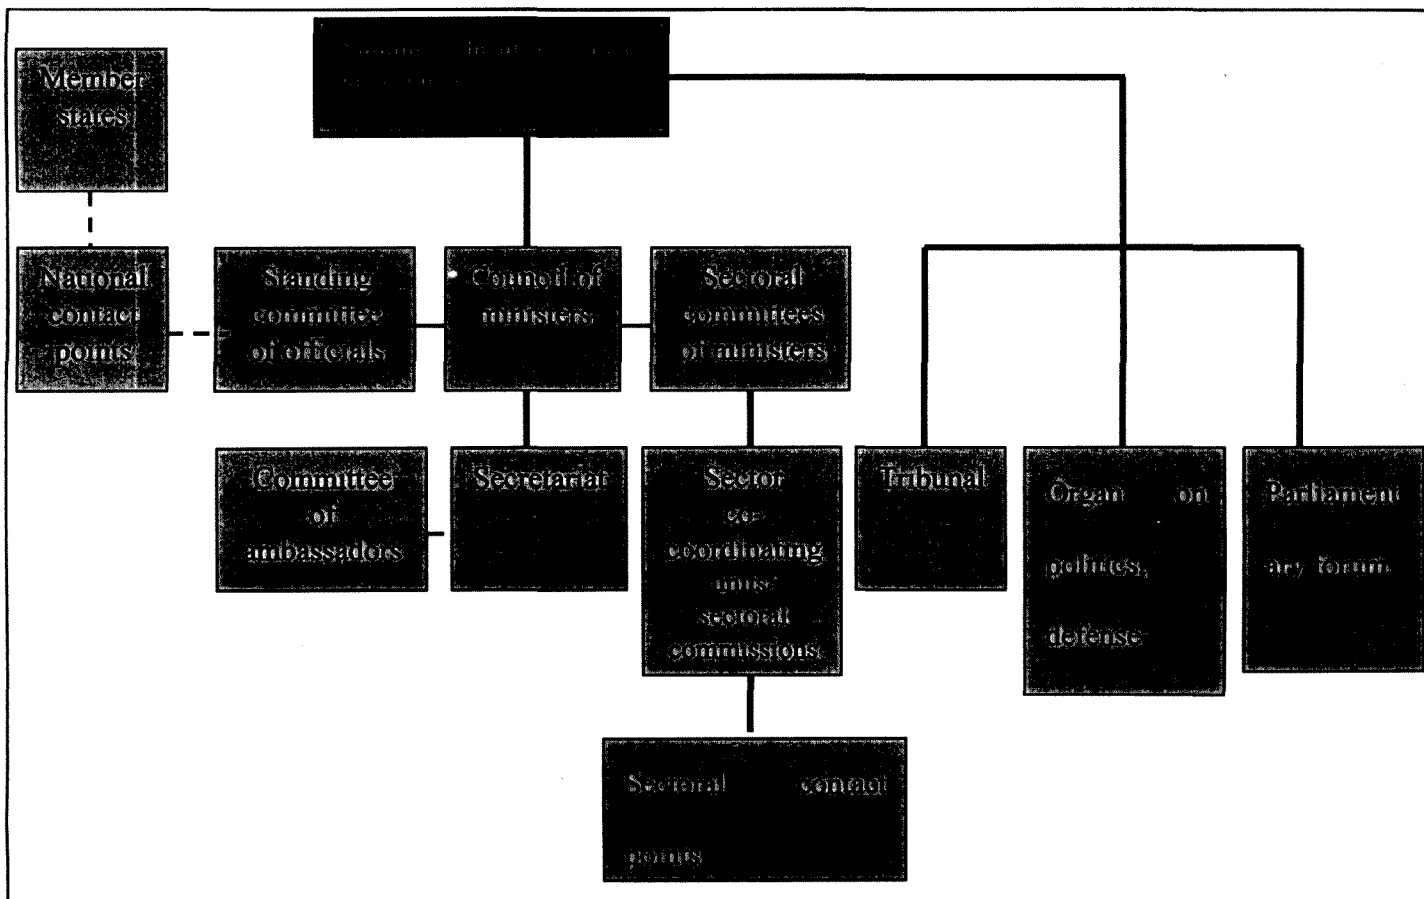 Member
states
National
contact
points
Standing
committee
of officials
Council of
ministers
Sectoral
committees
of ministers
Committee
of
ambassadors
Secretariat
Sector
co-
coordinating
sectoral
commissions
Tribunal
Organ on
politics,
defense
Parliament
ary forum
Sectoral contact
points